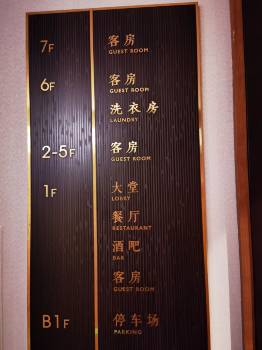 7F 客房
GUEST ROOM
6F 客房
GUEST ROOM
洗衣房
LAUNDRY
2-5F 客房
GUEST ROOM
1F 大堂
LOBBY
餐厅
RESTAURANT
酒吧
BAR
客房
GUEST ROOM
B1F 停车场
PARKING